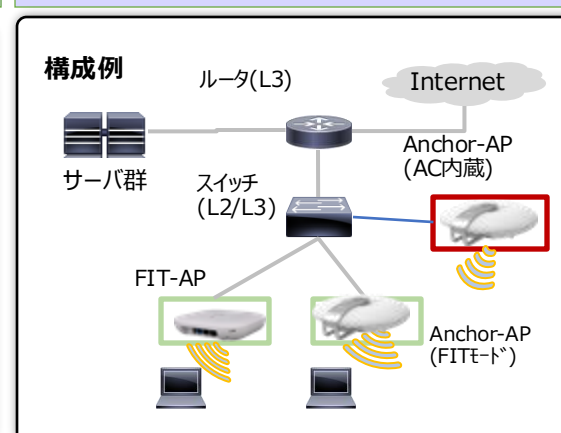 構成例
ルータ(L3)
Internet
サーバ群
Anchor-AP
(AC内蔵)
スイッチ
(L2/L3)
FIT-AP
Anchor-AP
(FITﾓｰﾄﾞ)